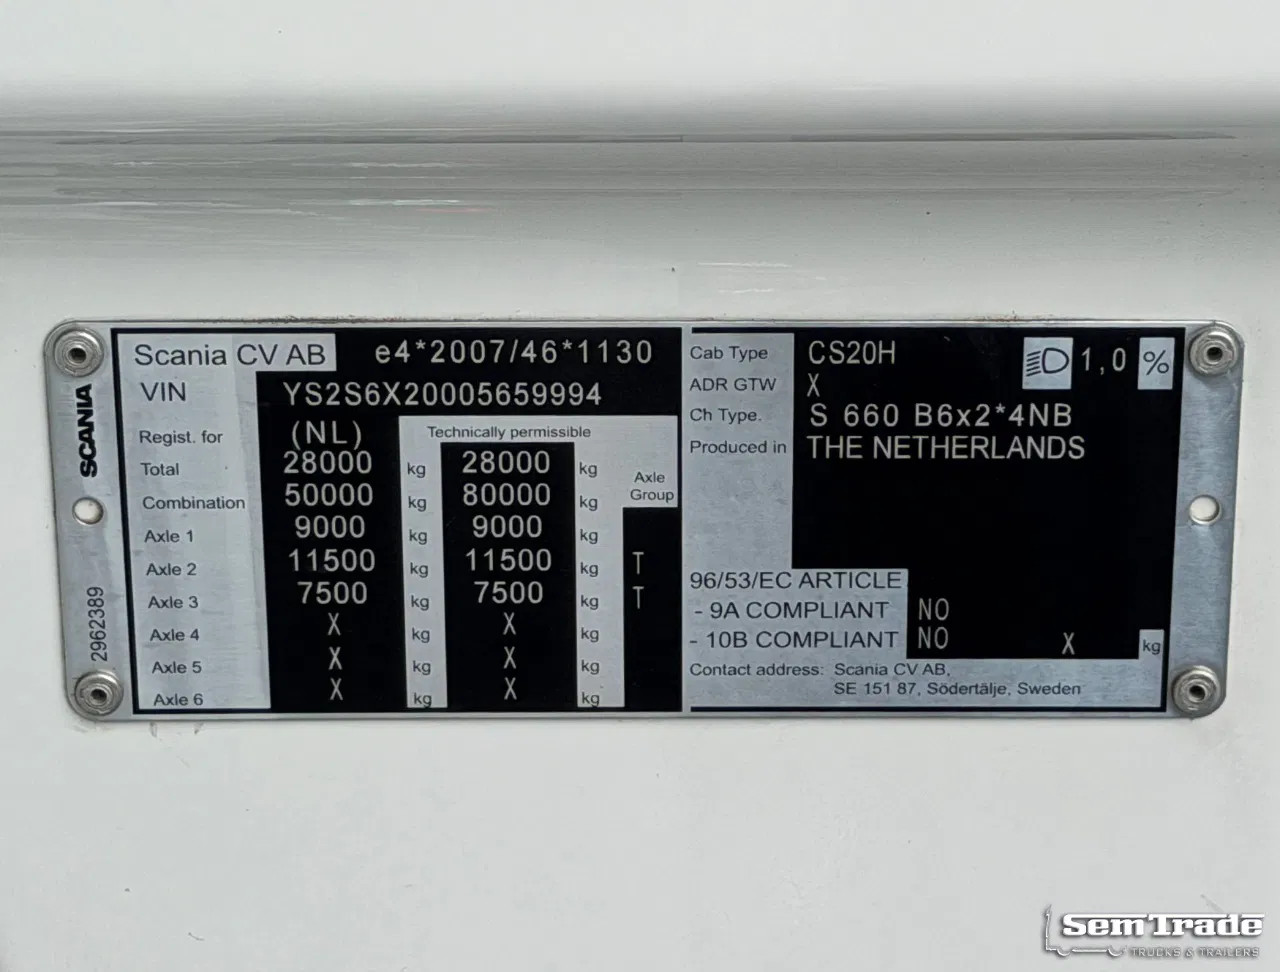 SCANIA
2962389
Scania CV AB e4*2007/46*1130
VIN YS2S6X20005659994
Regist. for (NL) Technically permissible
Total 28000 kg 28000 kg Axle Group
Combination 50000 kg 80000 kg
Axle 1 9000 kg 9000 kg
Axle 2 11500 kg 11500 kg T
Axle 3 7500 kg 7500 kg T
Axle 4 X kg X kg
Axle 5 X kg X kg
Axle 6 X kg X kg
Cab Type CS20H 1,0 %
ADR GTW X
Ch Type. S 660 B6x2*4NB
Produced in THE NETHERLANDS
96/53/EC ARTICLE
- 9A COMPLIANT NO
- 10B COMPLIANT NO X kg
Contact address: Scania CV AB,
SE 151 87, Södertälje, Sweden
SemTrade
TRUCKS & TRAILERS